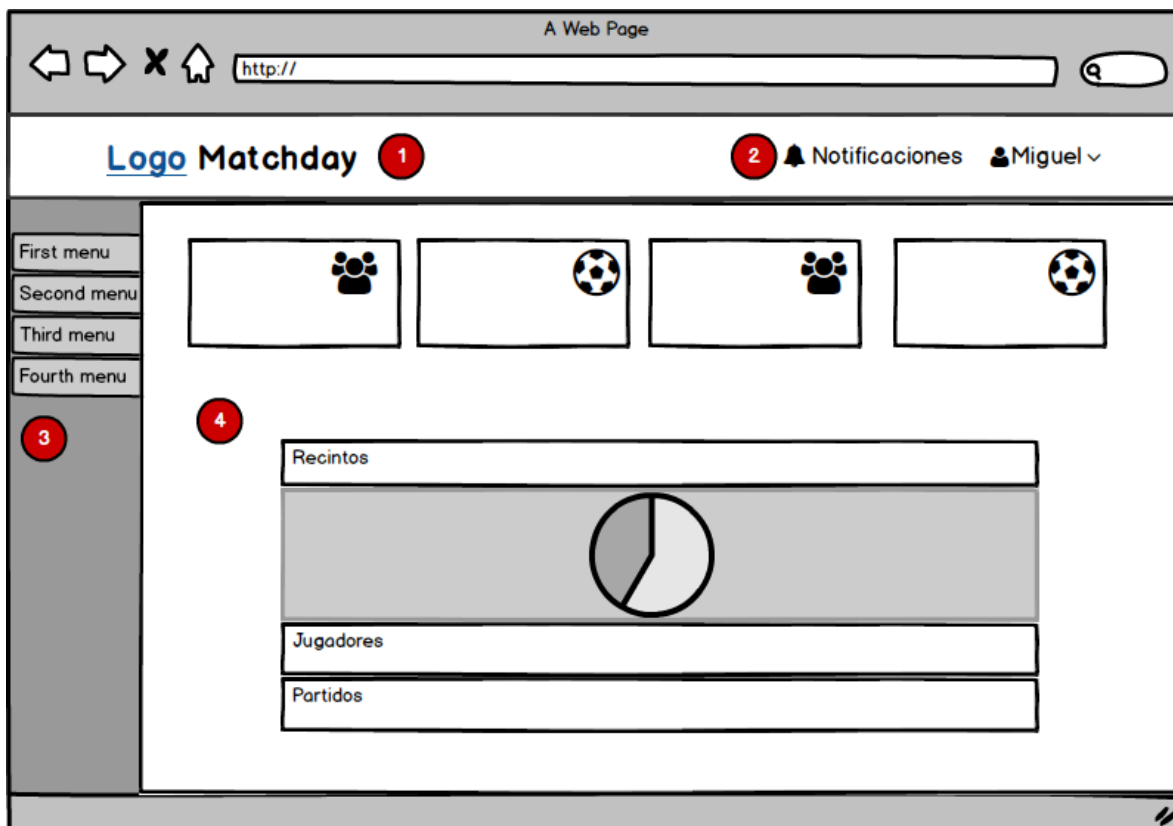 A Web Page
http://
Logo Matchday 1 2 Notificaciones Miguel
First menu
Second menu
Third menu
Fourth menu
3
4
Recintos
Jugadores
Partidos